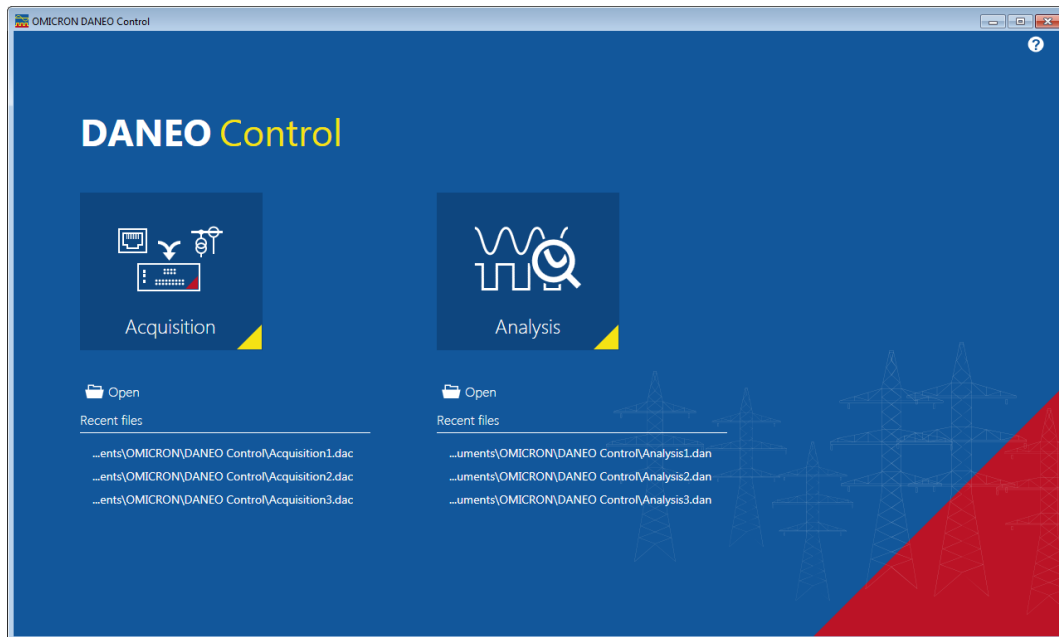 OMICRON DANEO Control
?
DANEO Control
Acquisition
Analysis
Open
Open
Recent files
Recent files
...ents\OMICRON\DANEO Control\Acquisition1.dac
...uments\OMICRON\DANEO Control\Analysis1.dan
...ents\OMICRON\DANEO Control\Acquisition2.dac
...uments\OMICRON\DANEO Control\Analysis2.dan
...ents\OMICRON\DANEO Control\Acquisition3.dac
...uments\OMICRON\DANEO Control\Analysis3.dan